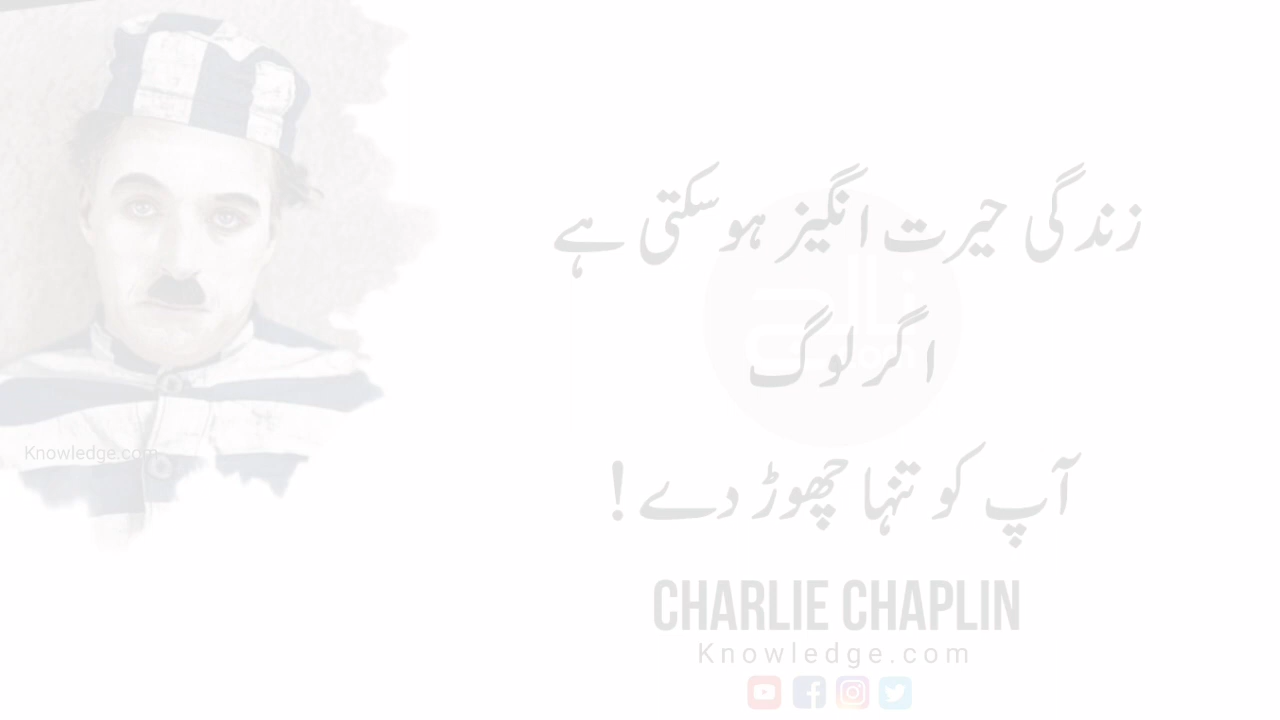 زندگی حیرت انگیز ہوسکتی ہے
اگر لوگ
آپ کو تنہا چھوڑ دے !
Knowledge.com
CHARLIE CHAPLIN
Knowledge.com